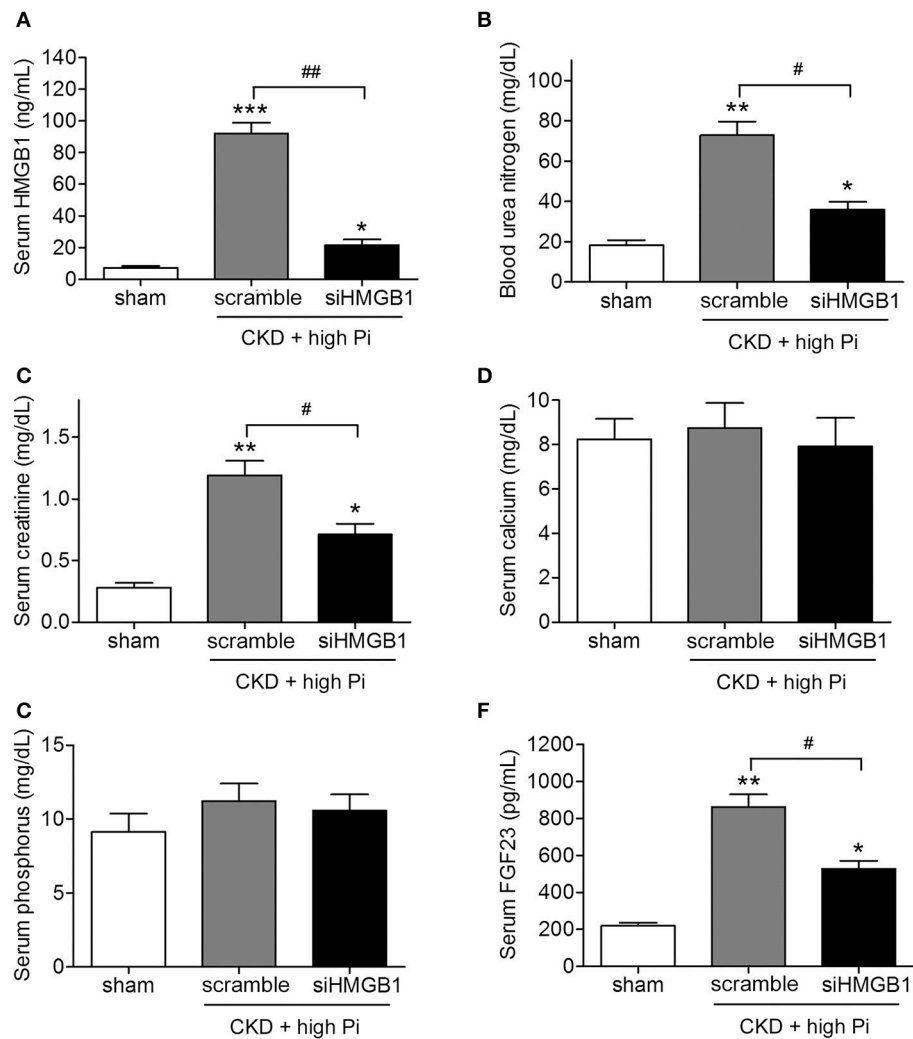 A
Serum HMGB1 (ng/mL)
140
120
100
80
60
40
20
0
***
##
*
sham
scramble
siHMGB1
CKD + high Pi
B
Blood urea nitrogen (mg/dL)
100
80
60
40
20
0
**
#
*
sham
scramble
siHMGB1
CKD + high Pi
C
Serum creatinine (mg/dL)
1.5
1.0
0.5
0.0
**
#
*
sham
scramble
siHMGB1
CKD + high Pi
D
Serum calcium (mg/dL)
10
8
6
4
2
0
sham
scramble
siHMGB1
CKD + high Pi
C
Serum phosphorus (mg/dL)
15
10
5
0
sham
scramble
siHMGB1
CKD + high Pi
F
Serum FGF23 (pg/mL)
1200
1000
800
600
400
200
0
**
#
*
sham
scramble
siHMGB1
CKD + high Pi